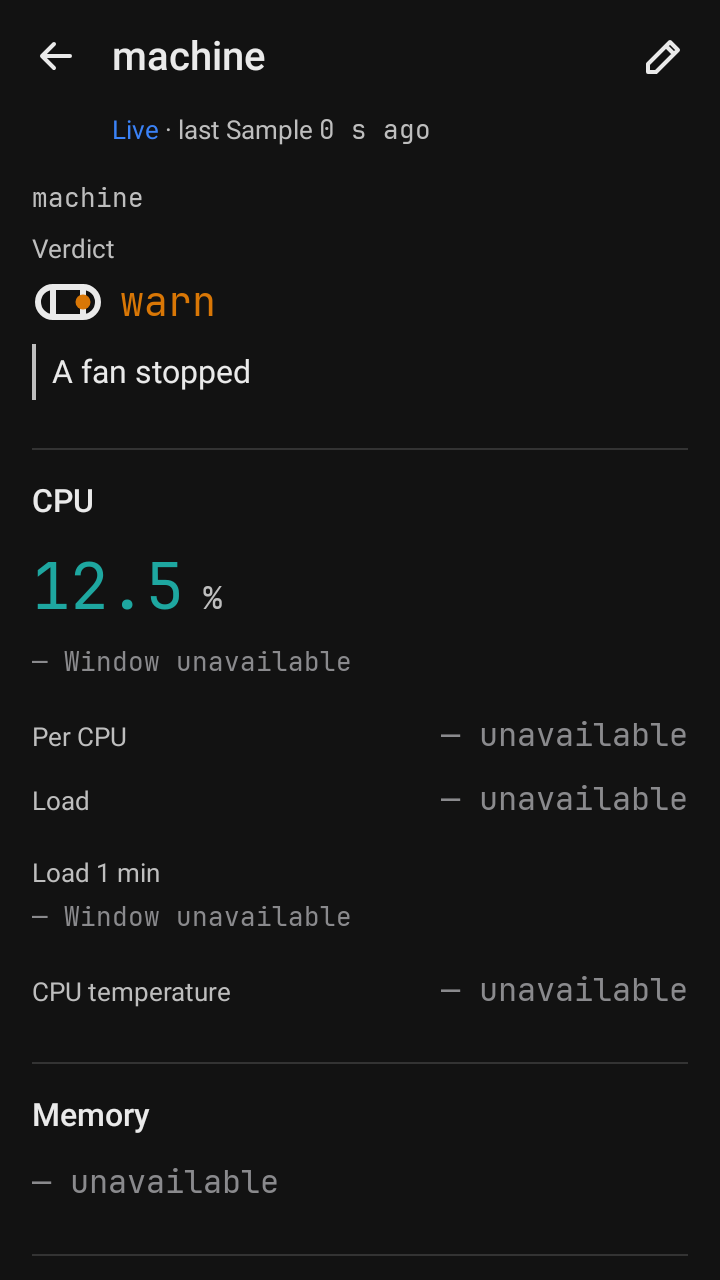 machine
Live · last Sample 0 s ago
machine
Verdict
warn
A fan stopped
CPU
12.5 %
— Window unavailable
Per CPU — unavailable
Load — unavailable
Load 1 min
— Window unavailable
CPU temperature — unavailable
Memory
— unavailable